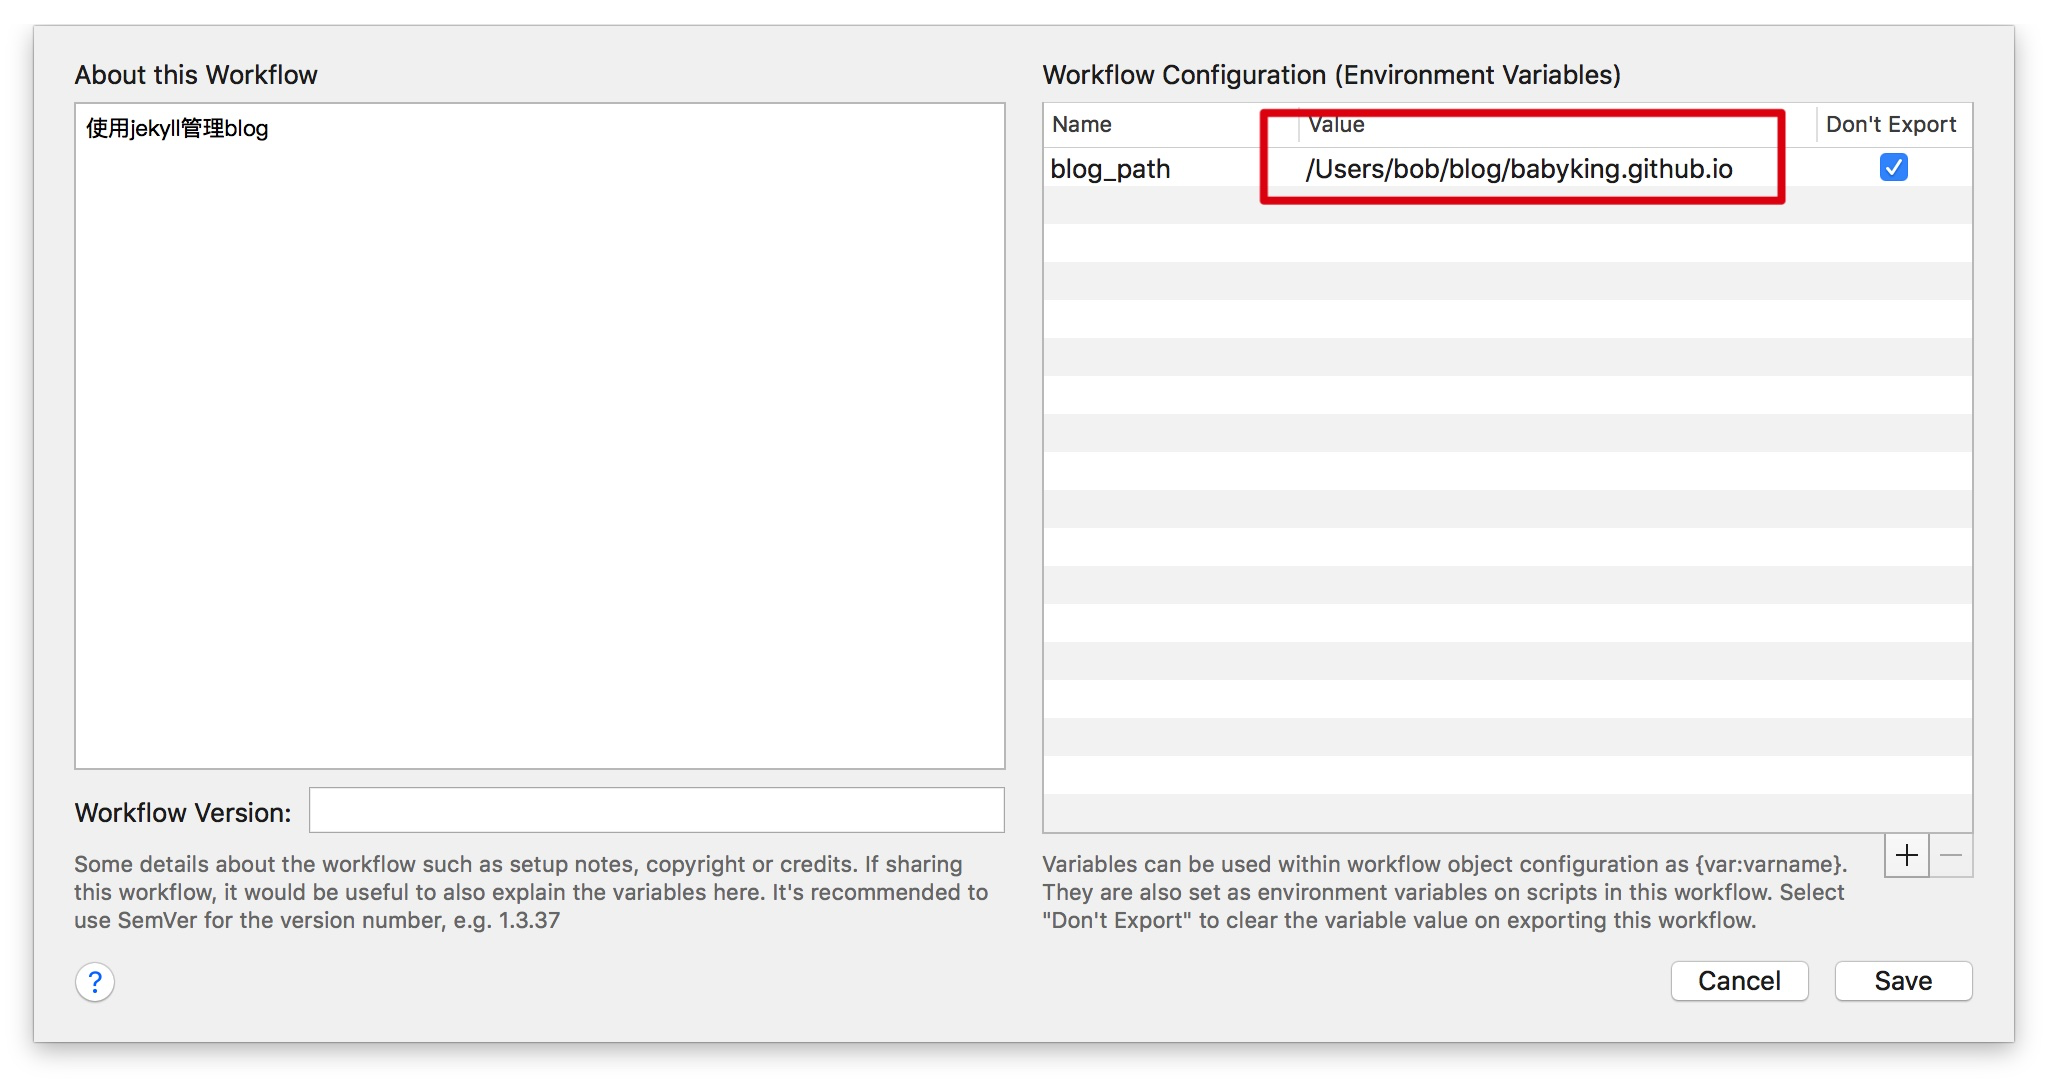 About this Workflow
使用jekyll管理blog
Workflow Version:
Some details about the workflow such as setup notes, copyright or credits. If sharing
this workflow, it would be useful to also explain the variables here. It's recommended to
use SemVer for the version number, e.g. 1.3.37
?
Workflow Configuration (Environment Variables)
Name Value Don't Export
blog_path /Users/bob/blog/babyking.github.io
Variables can be used within workflow object configuration as {var:varname}.
They are also set as environment variables on scripts in this workflow. Select
"Don't Export" to clear the variable value on exporting this workflow.
Cancel Save